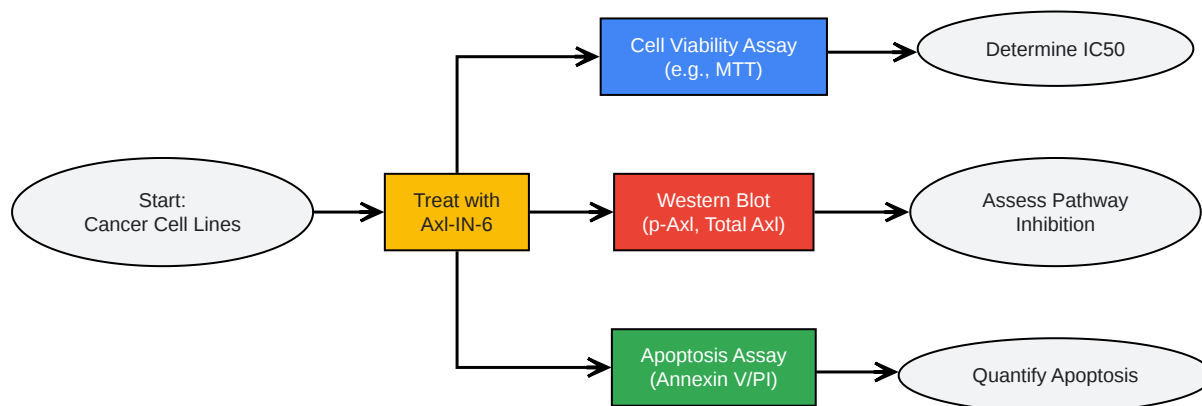 Start:
Cancer Cell Lines
Treat with
Axl-IN-6
Cell Viability Assay
(e.g., MTT)
Determine IC50
Western Blot
(p-Axl, Total Axl)
Assess Pathway
Inhibition
Apoptosis Assay
(Annexin V/PI)
Quantify Apoptosis